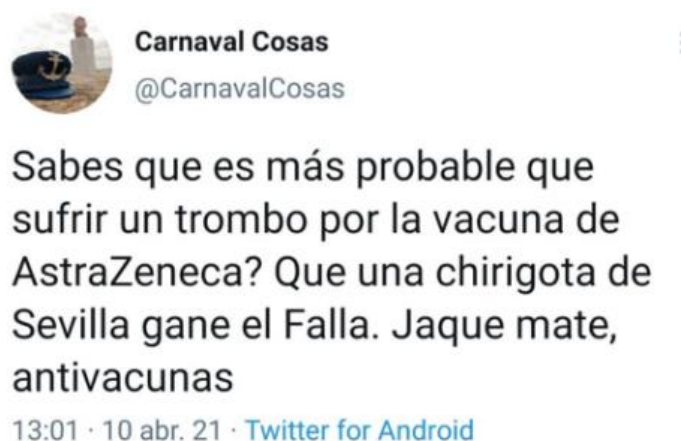 Carnaval Cosas
@CarnavalCosas
Sabes que es más probable que
sufrir un trombo por la vacuna de
AstraZeneca? Que una chirigota de
Sevilla gane el Falla. Jaque mate,
antivacunas
13:01 · 10 abr. 21 · Twitter for Android